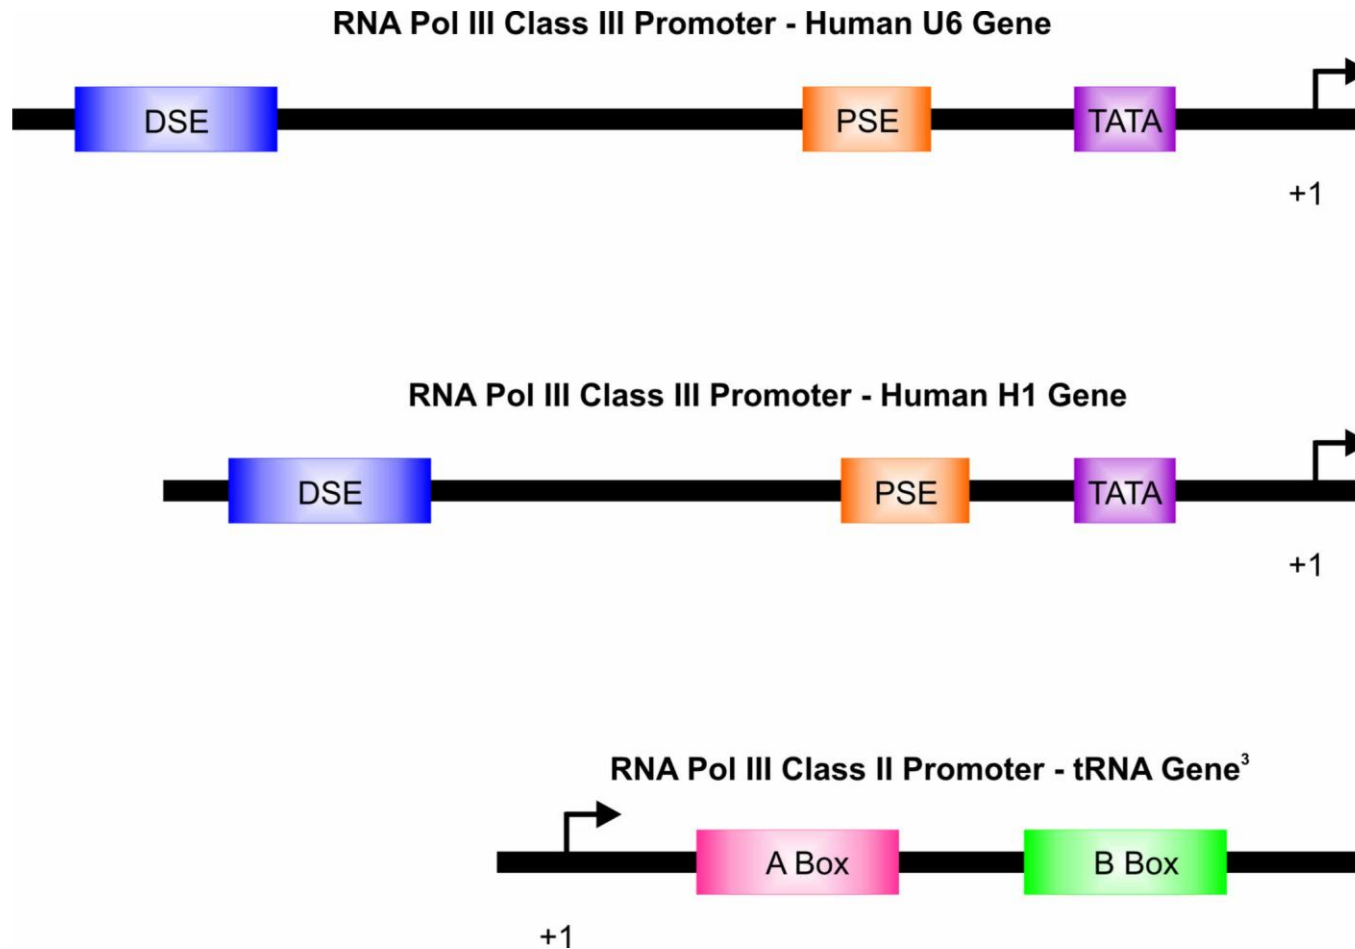 RNA Pol III Class III Promoter - Human U6 Gene
DSE PSE TATA
+1
RNA Pol III Class III Promoter - Human H1 Gene
DSE PSE TATA
+1
RNA Pol III Class II Promoter - tRNA Gene³
A Box B Box
+1